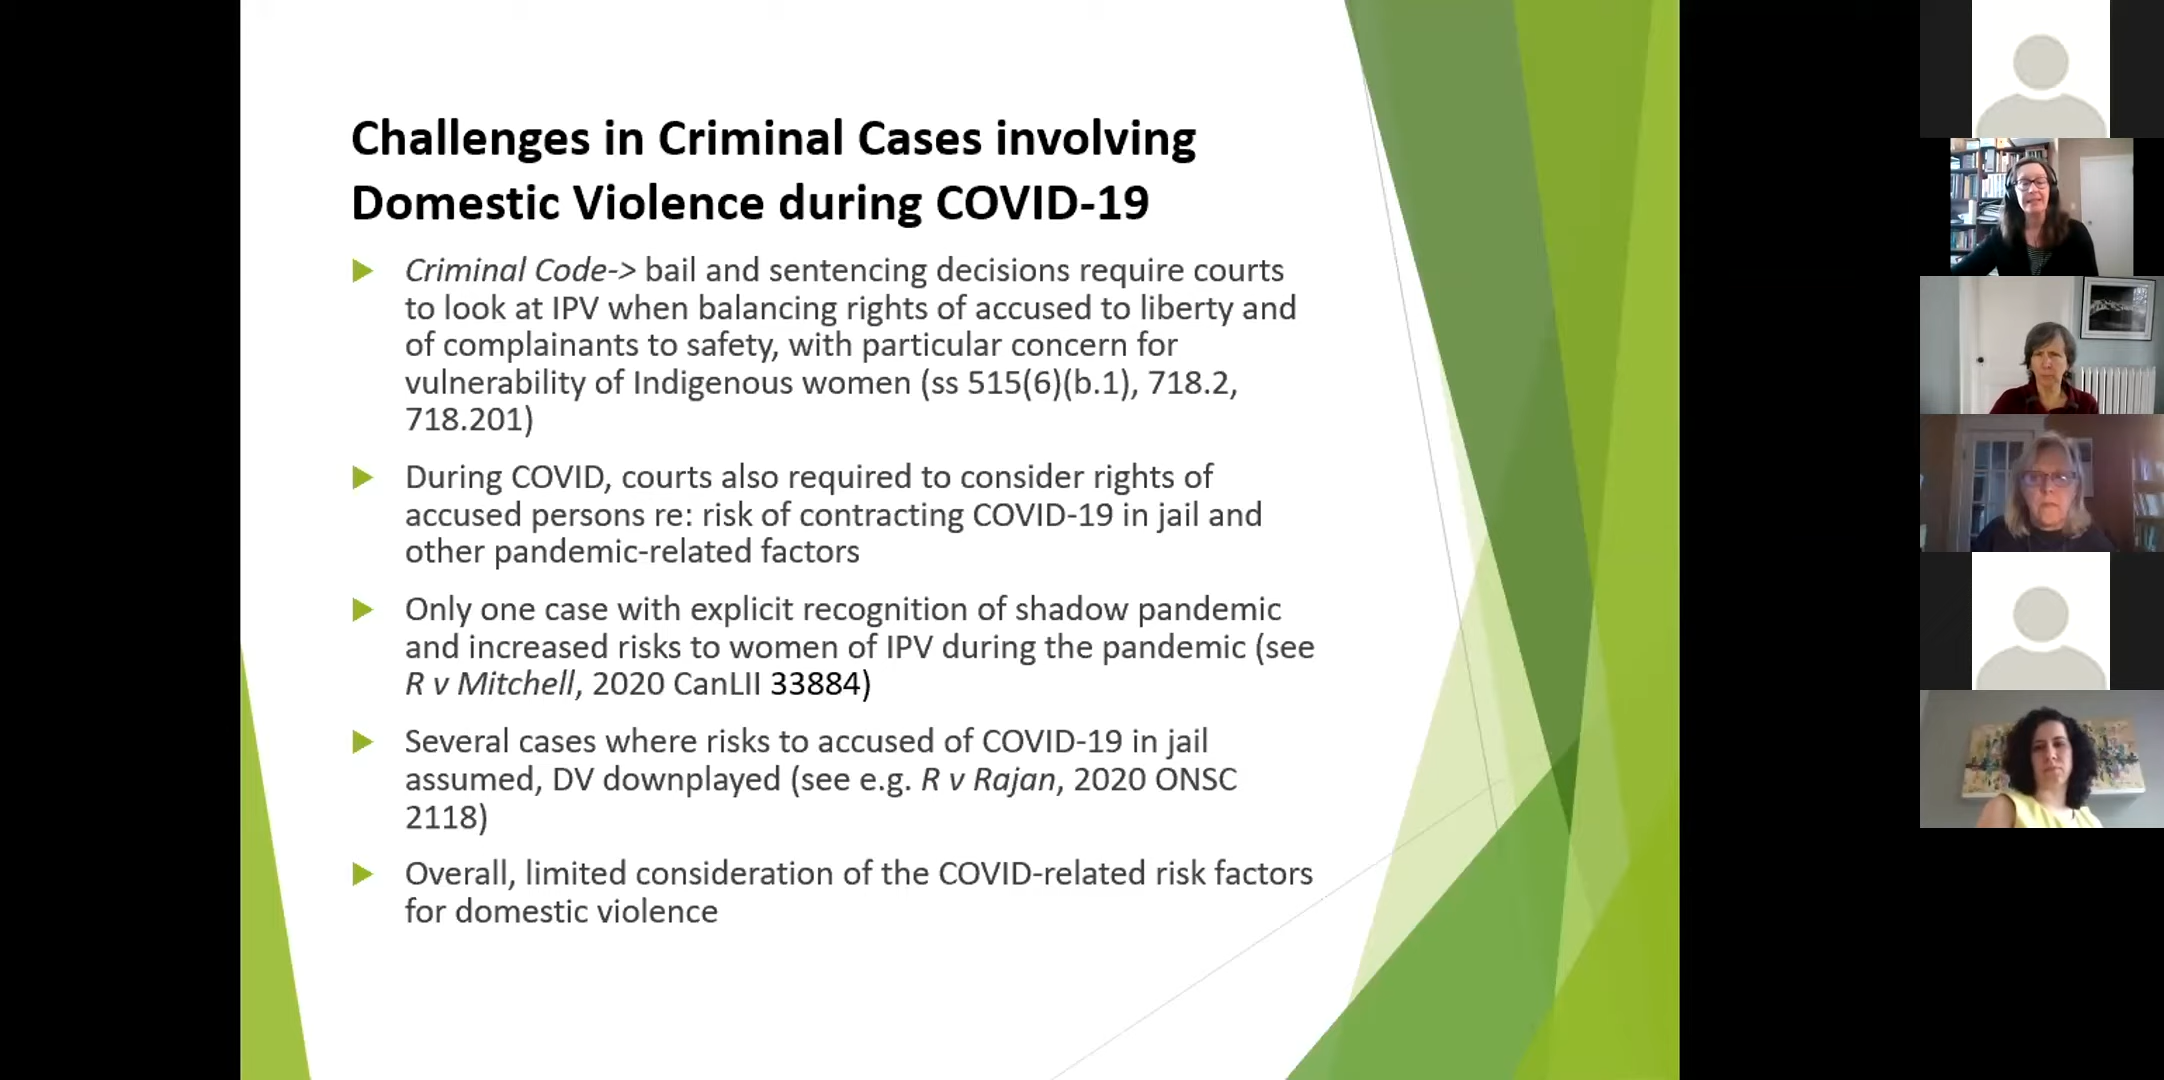 Challenges in Criminal Cases involving
Domestic Violence during COVID-19
Criminal Code-> bail and sentencing decisions require courts
to look at IPV when balancing rights of accused to liberty and
of complainants to safety, with particular concern for
vulnerability of Indigenous women (ss 515(6)(b.1), 718.2,
718.201)
During COVID, courts also required to consider rights of
accused persons re: risk of contracting COVID-19 in jail and
other pandemic-related factors
Only one case with explicit recognition of shadow pandemic
and increased risks to women of IPV during the pandemic (see
R v Mitchell, 2020 CanLII 33884)
Several cases where risks to accused of COVID-19 in jail
assumed, DV downplayed (see e.g. R v Rajan, 2020 ONSC
2118)
Overall, limited consideration of the COVID-related risk factors
for domestic violence